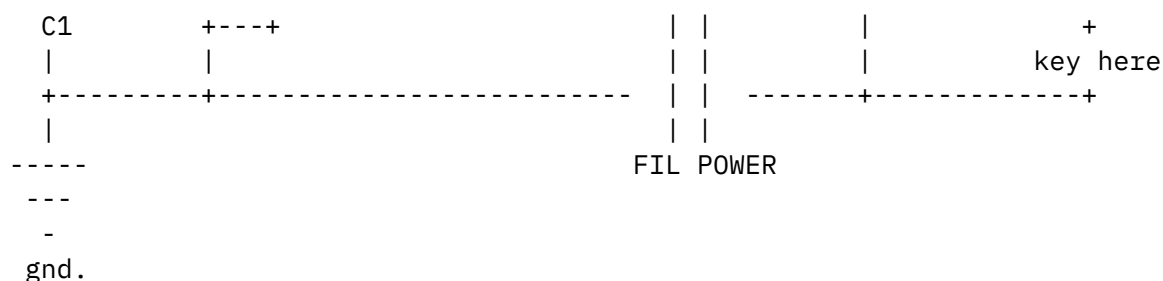 C1 +---+ | | | +
| | | | | key here
+---------+-------------------------- | | -------+-------------+
| | |
----- FIL POWER
---
-
gnd.